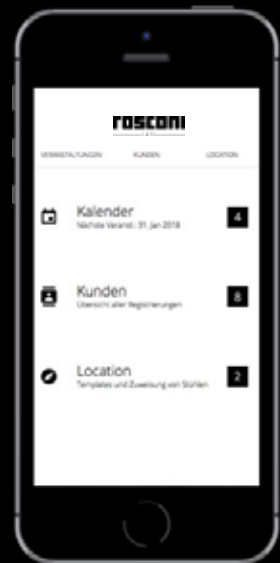 rosconi
VERANSTALTUNGEN KUNDEN LOCATION
Kalender
Nächste Veranst.: 31. Jan 2018
4
Kunden
Übersicht aller Registrierungen
8
Location
Templates und Zuweisung von Stühlen
2